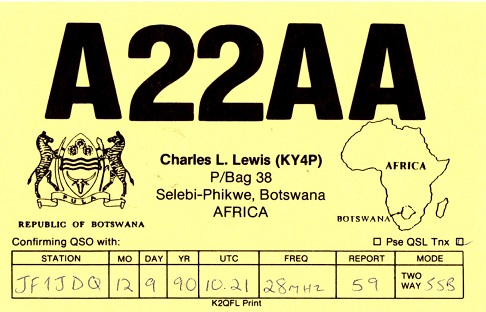 A22AA
Charles L. Lewis (KY4P)
P/Bag 38
Selebi-Phikwe, Botswana
AFRICA
PULA
REPUBLIC OF BOTSWANA
AFRICA
BOTSWANA
Confirming QSO with: □ Pse QSL Tnx ☑
STATION MO DAY YR UTC FREQ REPORT MODE
JF1JDQ 12 9 90 10.21 28MHz 59 TWO WAY SSB
K2QFL Print